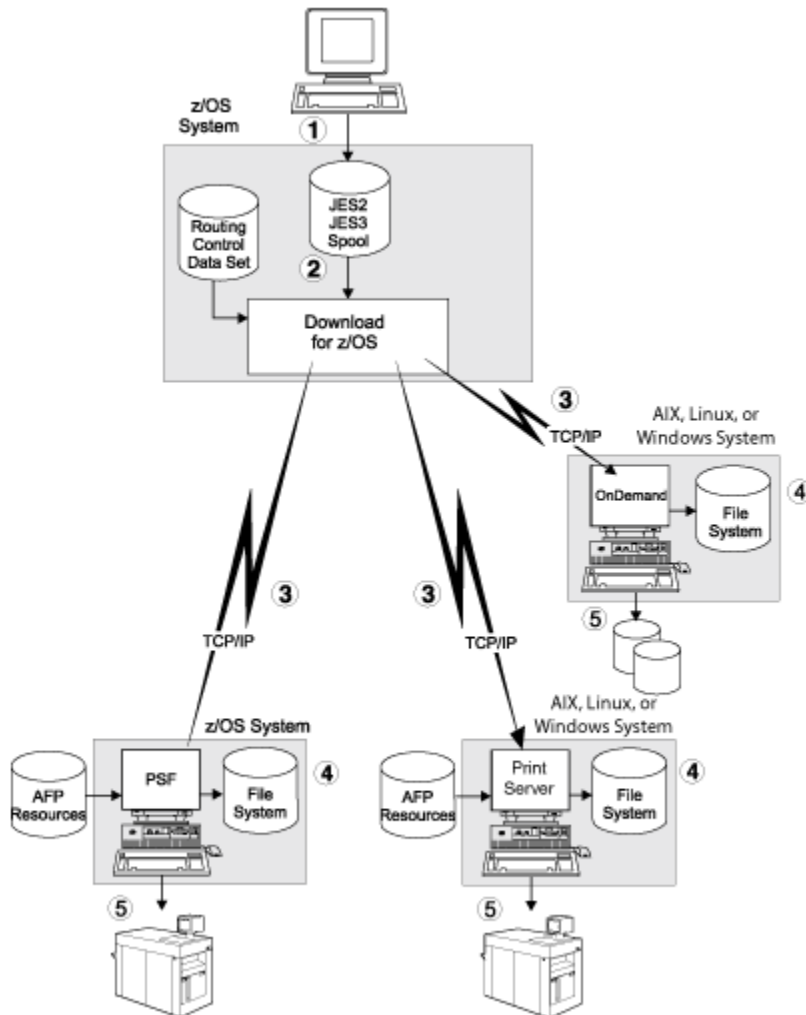 z/OS
System
1
JES2
JES3
Spool
Routing
Control
Data Set
2
Download
for z/OS
3
TCP/IP
AIX, Linux, or
Windows System
OnDemand
File
System
4
5
3
TCP/IP
3
TCP/IP
z/OS System
AFP
Resources
PSF
File
System
4
5
AIX, Linux, or
Windows System
AFP
Resources
Print
Server
File
System
4
5